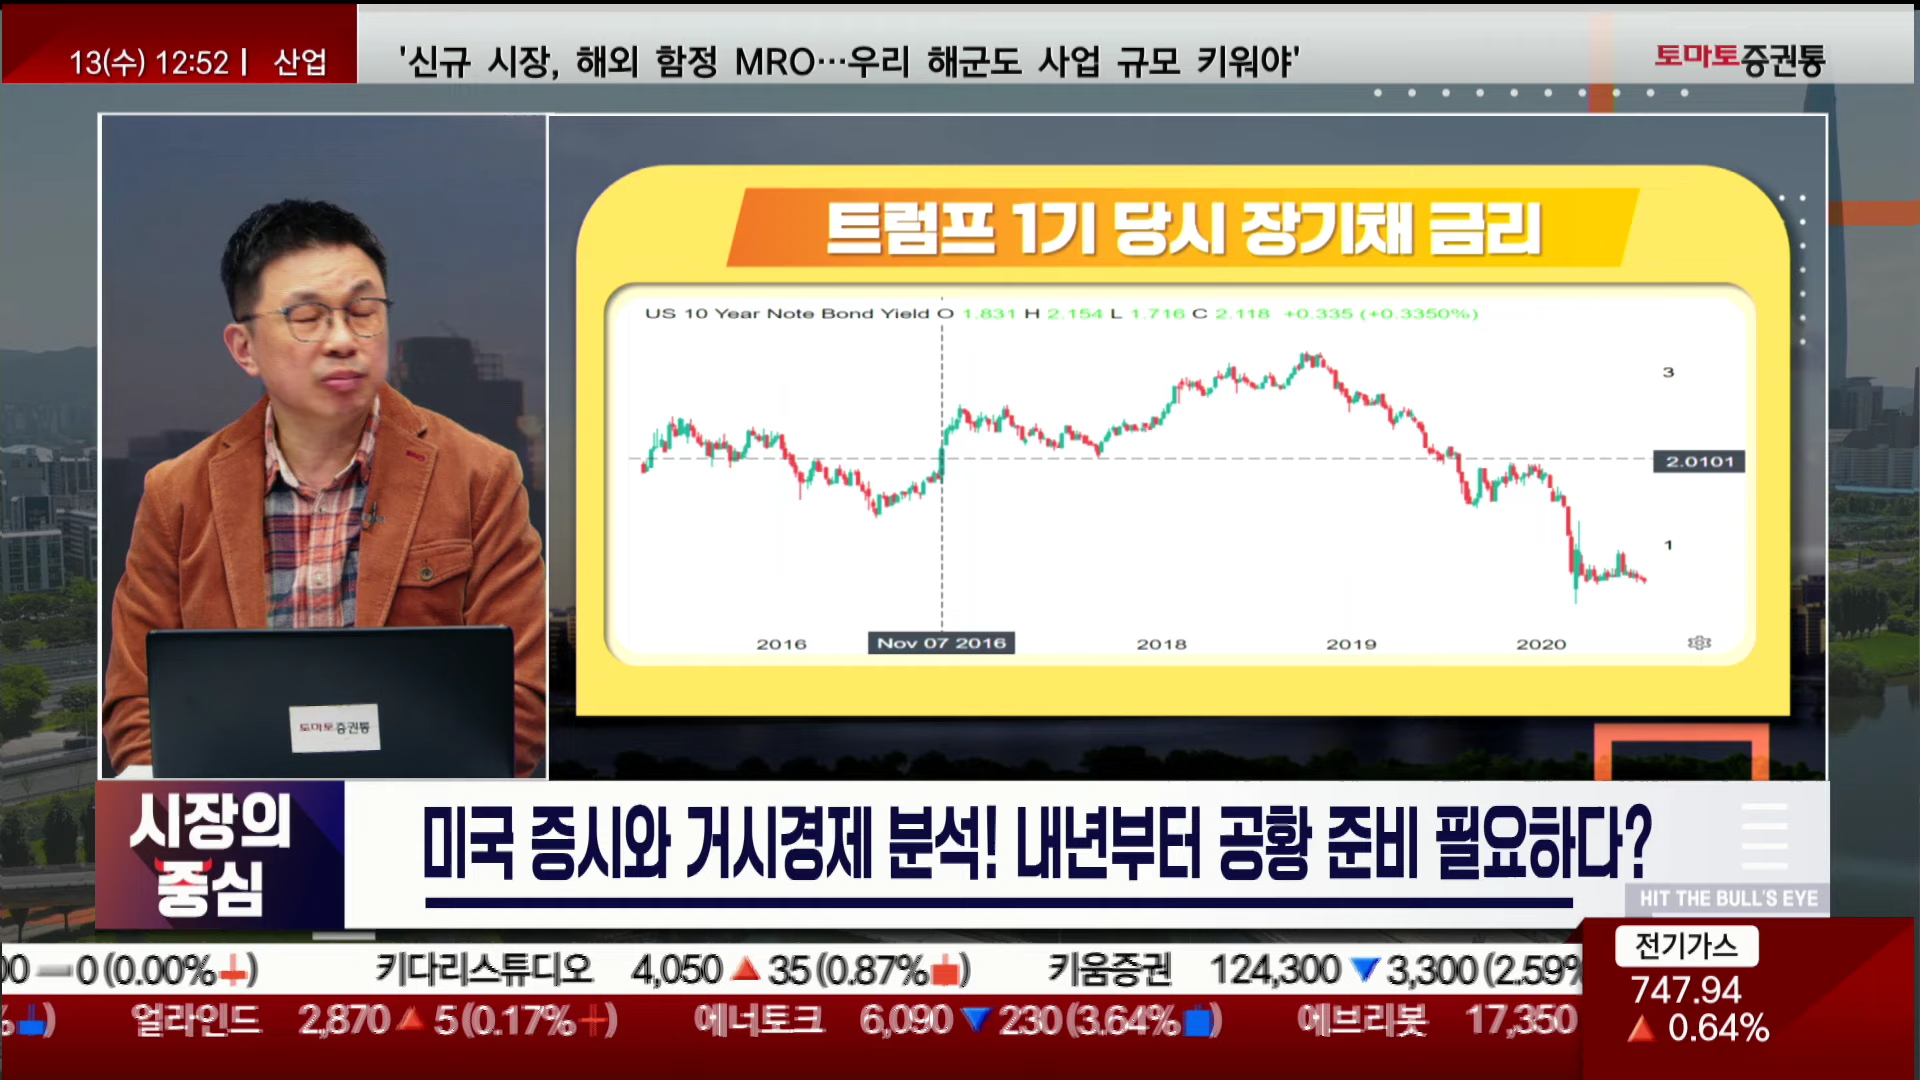 13(수) 12:52 | 산업
'신규 시장, 해외 함정 MRO…우리 해군도 사업 규모 키워야'
토마토증권통
트럼프 1기 당시 장기채 금리
US 10 Year Note Bond Yield O 1.831 H 2.154 L 1.716 C 2.118 +0.335 (+0.3350%)
3
2.0101
1
2016 Nov 07 2016 2018 2019 2020
토마토증권통
시장의
중심
미국 증시와 거시경제 분석! 내년부터 공황 준비 필요하다?
HIT THE BULL'S EYE
00 0(0.00% ) 키다리스튜디오 4,050 ▲ 35(0.87% ) 키움증권 124,300 ▼ 3,300(2.59%
% ) 얼라인드 2,870 ▲ 5(0.17% ) 에너토크 6,090 ▼ 230(3.64% ) 에브리봇 17,350
전기가스
747.94
▲ 0.64%